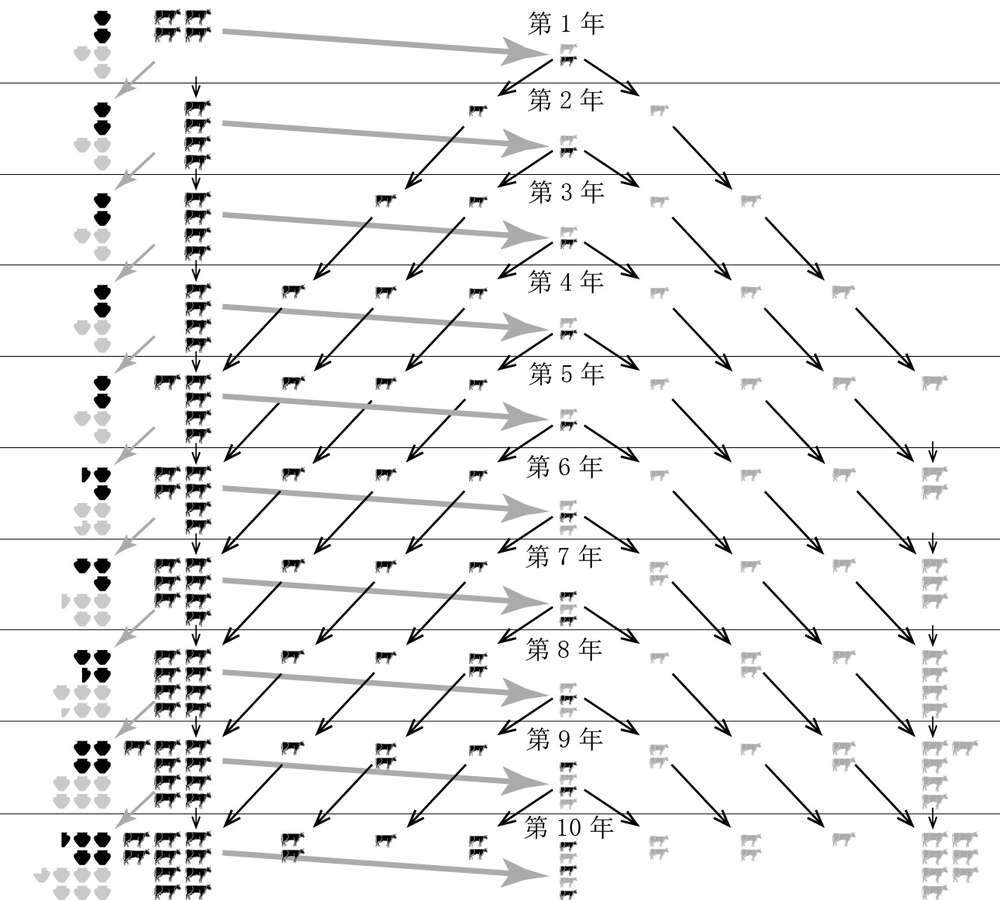 第 1 年
第 2 年
第 3 年
第 4 年
第 5 年
第 6 年
第 7 年
第 8 年
第 9 年
第 10 年